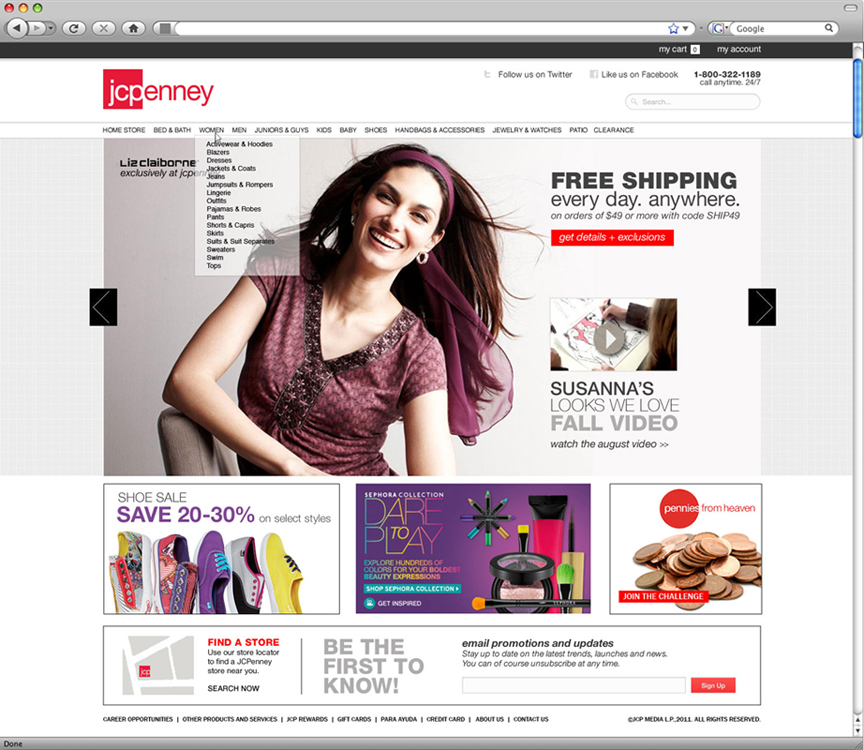 Google
my cart 0 my account
jcpenney
Follow us on Twitter
Like us on Facebook
1-800-322-1189
call anytime. 24/7
Search...
HOME STORE BED & BATH WOMEN MEN JUNIORS & GUYS KIDS BABY SHOES HANDBAGS & ACCESSORIES JEWELRY & WATCHES PATIO CLEARANCE
Activewear & Hoodies
Blazers
Dresses
Jackets & Coats
Jeans
Jumpsuits & Rompers
Lingerie
Outfits
Pajamas & Robes
Pants
Shorts & Capris
Skirts
Suits & Suit Separates
Sweaters
Swim
Tops
Liz claiborne
exclusively at jcpenney
FREE SHIPPING
every day. anywhere.
on orders of $49 or more with code SHIP49
get details + exclusions
SUSANNA'S
LOOKS WE LOVE
FALL VIDEO
watch the august video >>
SHOE SALE
SAVE 20-30% on select styles
SEPHORA COLLECTION
DARE
TO
PLAY
EXPLORE HUNDREDS OF
COLORS FOR YOUR BOLDEST
BEAUTY EXPRESSIONS
SHOP SEPHORA COLLECTION
GET INSPIRED
SEPHORA
pennies from heaven
JOIN THE CHALLENGE
jcp
FIND A STORE
Use our store locator
to find a JCPenney
store near you.
SEARCH NOW
BE THE
FIRST TO
KNOW!
email promotions and updates
Stay up to date on the latest trends, launches and news.
You can of course unsubscribe at any time.
Sign Up
CAREER OPPORTUNITIES | OTHER PRODUCTS AND SERVICES | JCP REWARDS | GIFT CARDS | PARA AYUDA | CREDIT CARD | ABOUT US | CONTACT US
©JCP MEDIA L.P.,2011. ALL RIGHTS RESERVED.
Done